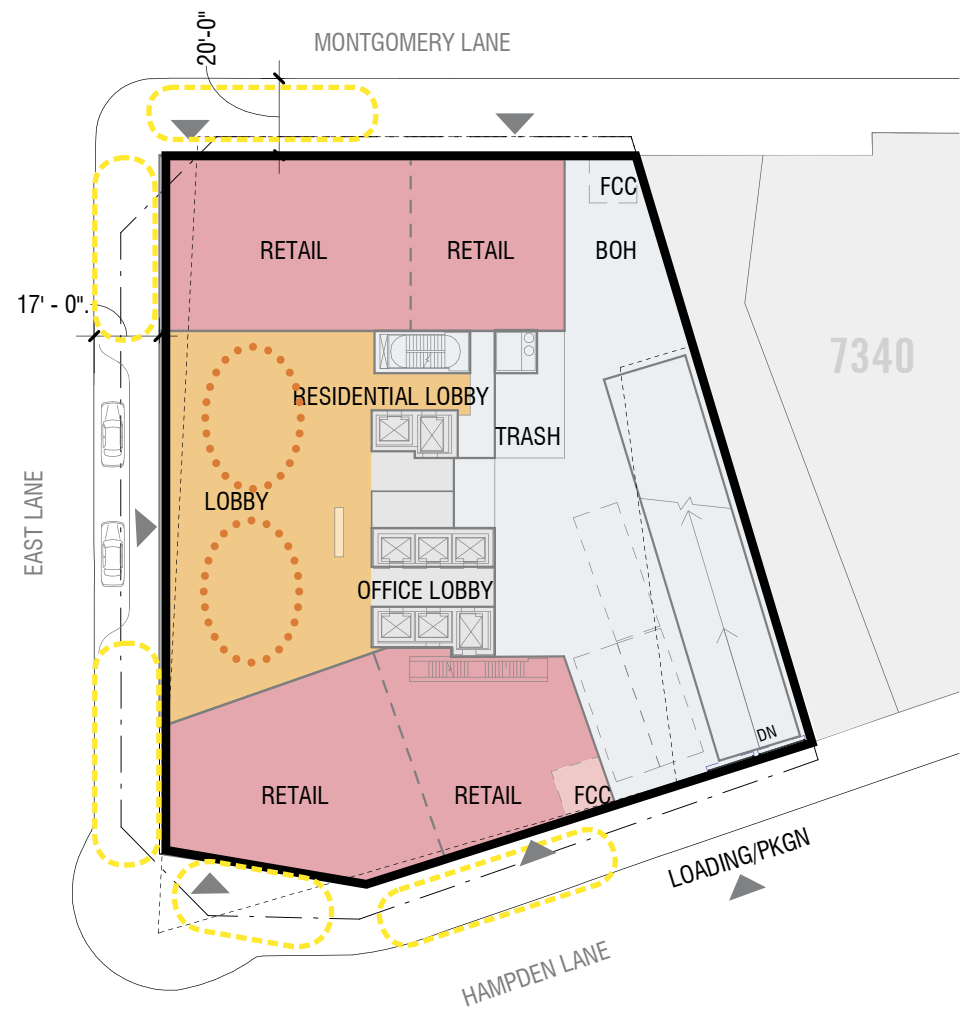 20'-0"
MONTGOMERY LANE
FCC
RETAIL
RETAIL
BOH
17' - 0".
7340
RESIDENTIAL LOBBY
TRASH
LOBBY
EAST LANE
OFFICE LOBBY
DN
RETAIL
RETAIL
FCC
LOADING/PKGN
HAMPDEN LANE